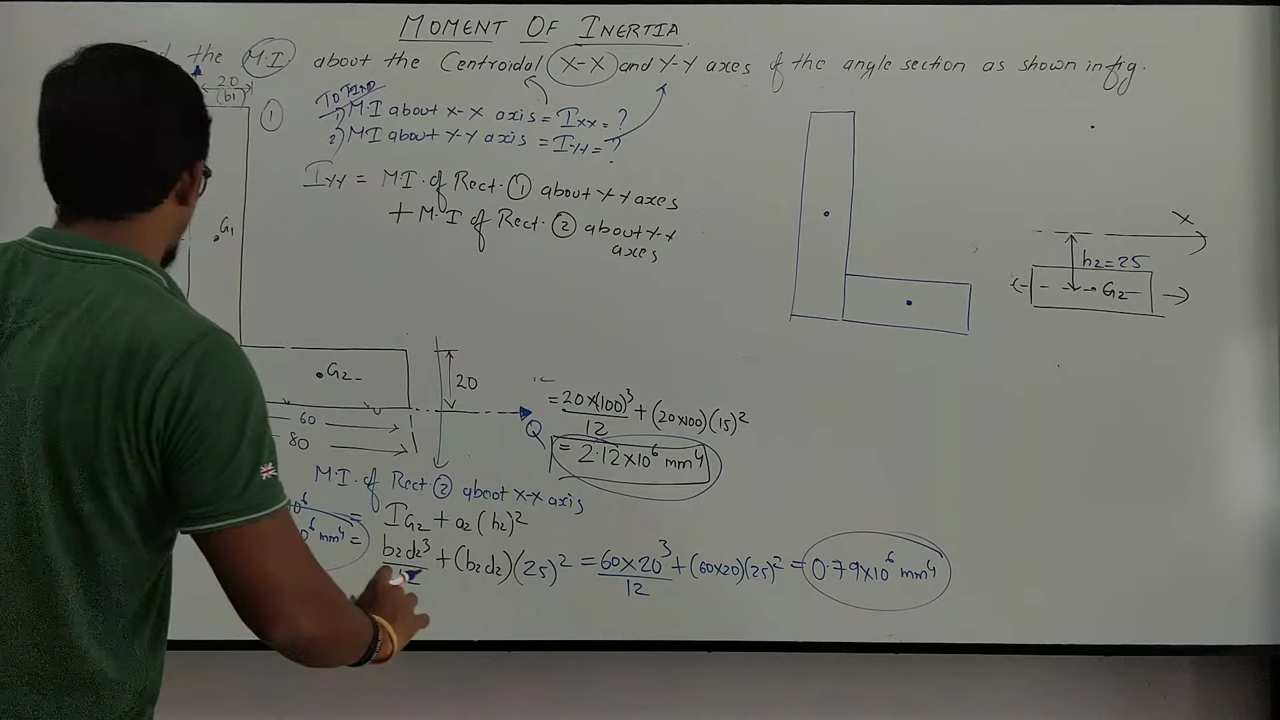 MOMENT OF INERTIA
the M.I about the Centroidal X-X and Y-Y axes of the angle section as shown in fig.
20
(b1)
1
TO FIND
1) M.I about x-x axis = Ixx = ?
2) M I about Y-Y axis = IYY = ?
IYY = M.I. of Rect. 1 about Y Y axes
+ M.I of Rect. 2 about Y-Y
axes
G1
X
h2=25
G2
G2
20
60
80
Q
= 20×(100)³/12 + (20×100)(15)²
= 2.12×10⁶ mm⁴
M.I. of Rect 2 about x-x axis
= IG2 + a2(h2)²
mm⁴ = b2d2³/12 + (b2d2)(25)² = 60×20³/12 + (60×20)(25)² = 0.79×10⁶ mm⁴